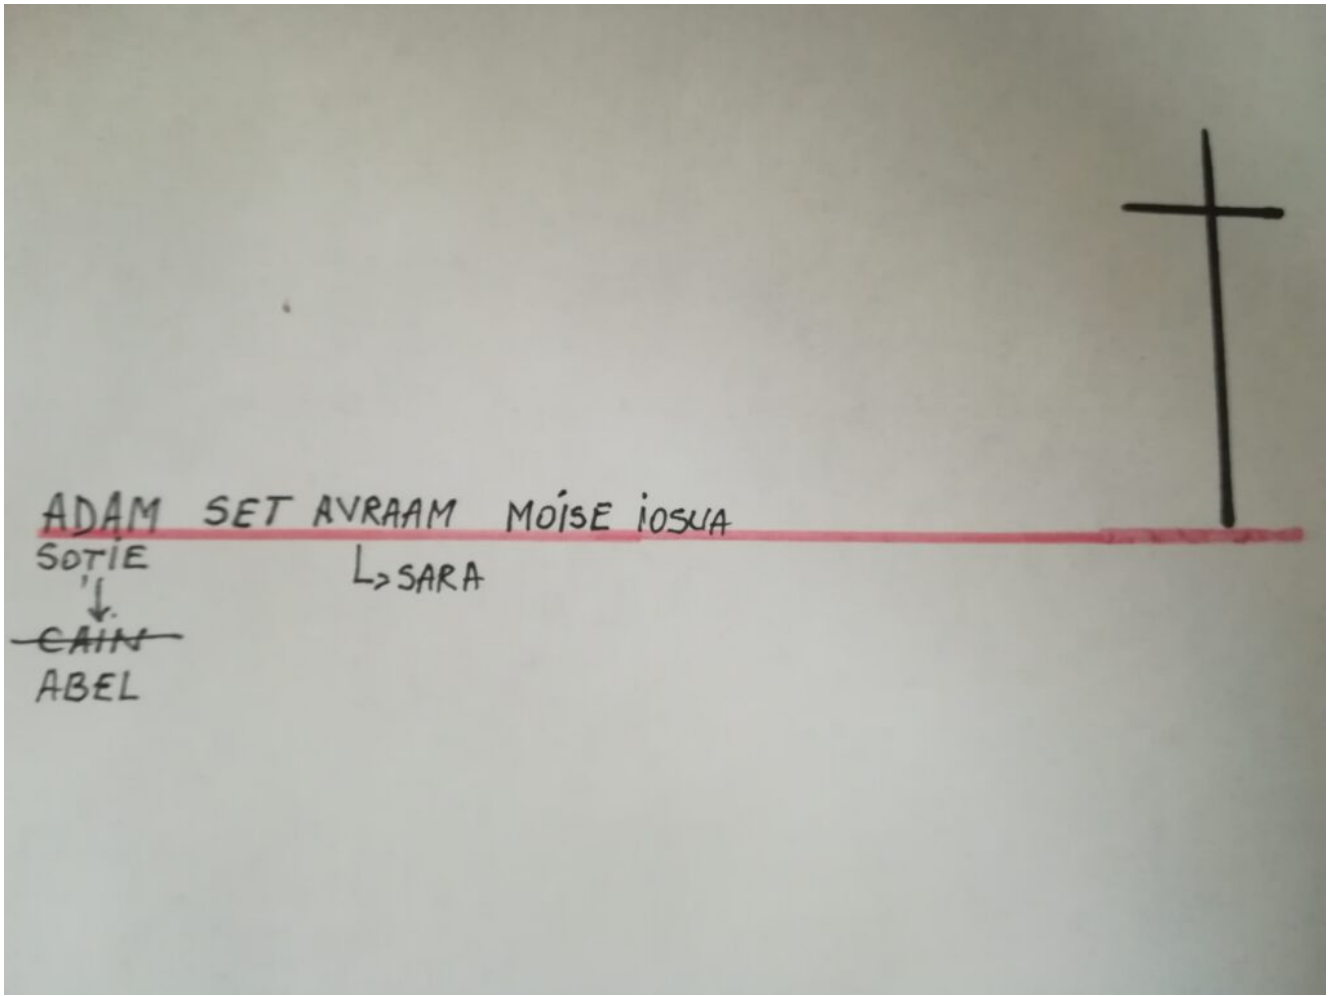 ADAM SET AVRAAM MOISE IOSUA
SOTIE
SARA
CAIN
ABEL